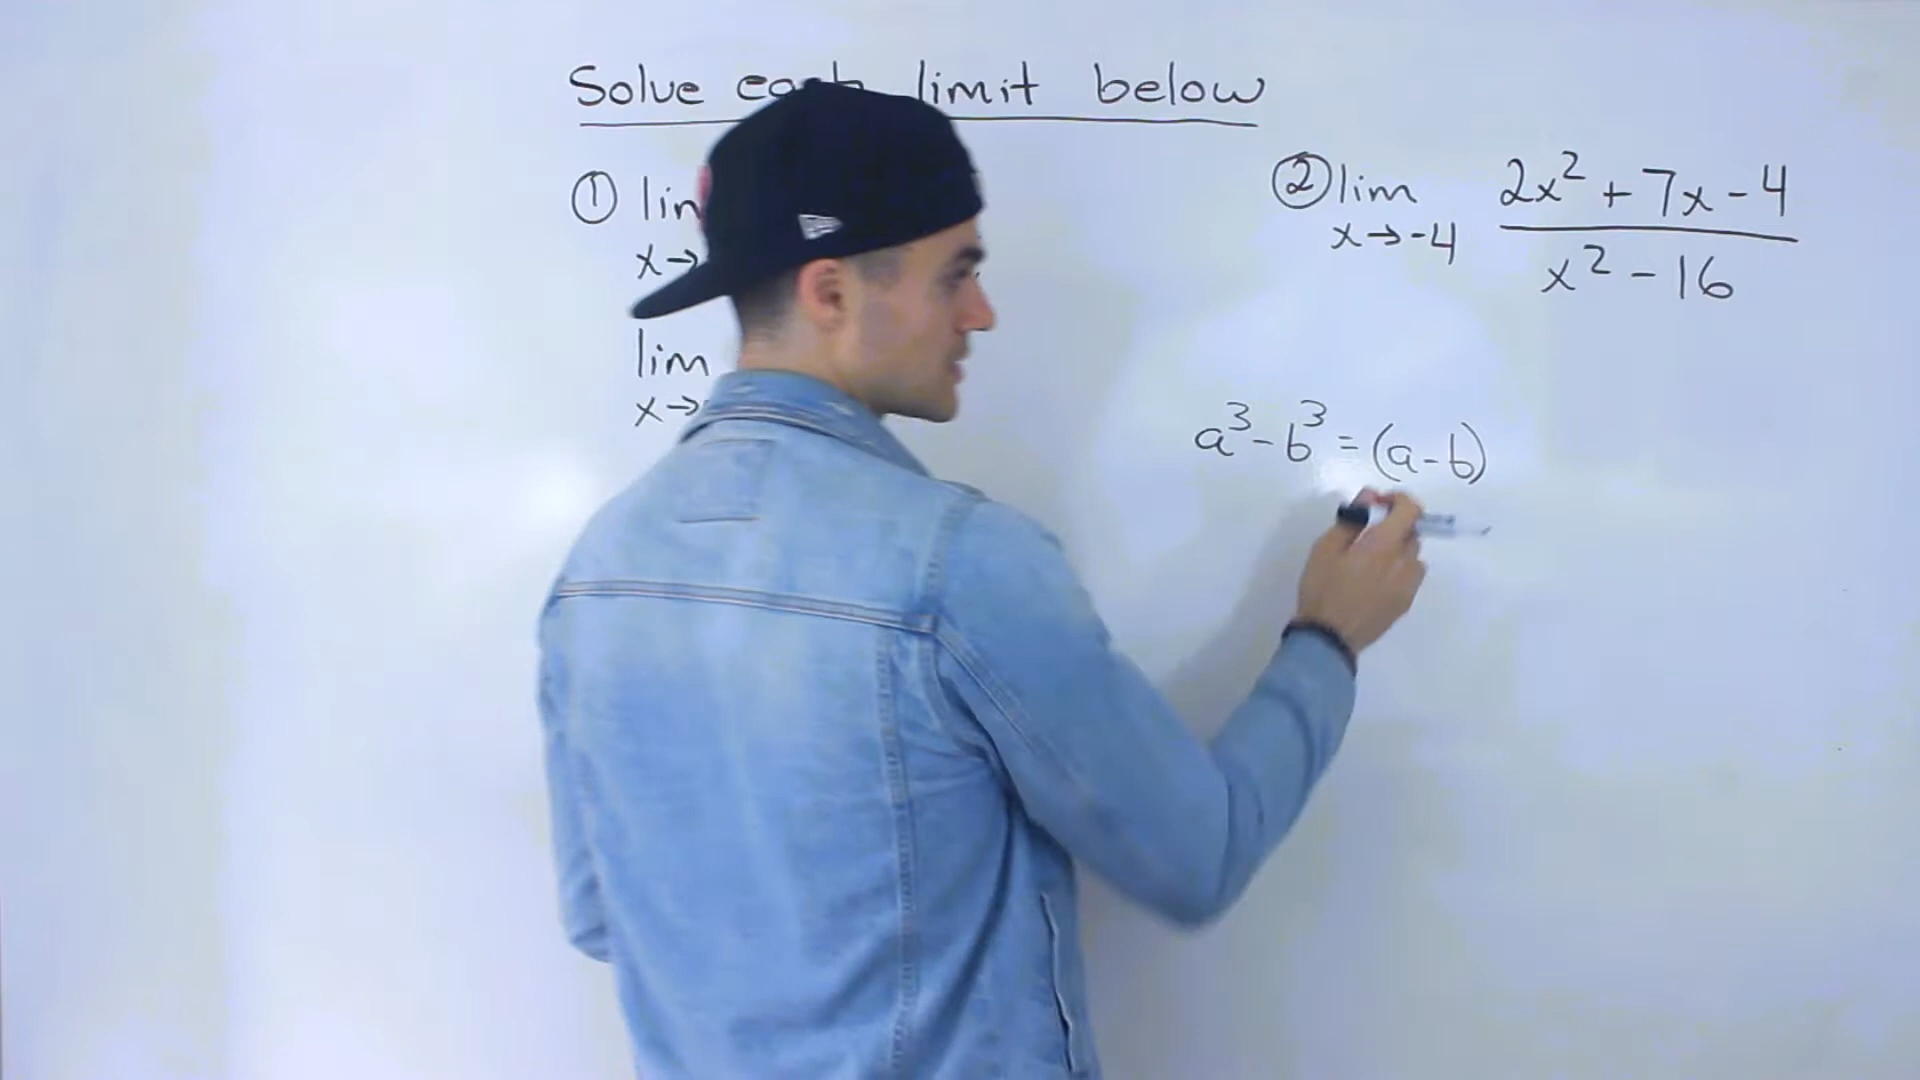 Solve each limit below
① lim
x→
lim
x→
② lim 2x² + 7x - 4
x→-4 x² - 16
a³ - b³ = (a - b)